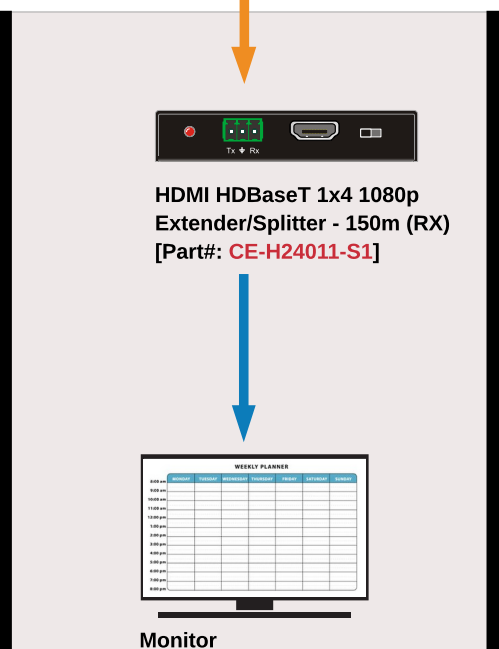 Tx Rx
HDMI HDBaseT 1x4 1080p
Extender/Splitter - 150m (RX)
[Part#: CE-H24011-S1]
WEEKLY PLANNER
MONDAY TUESDAY WEDNESDAY THURSDAY FRIDAY SATURDAY SUNDAY
8:00 am
9:00 am
10:00 am
11:00 am
12:00 pm
1:00 pm
2:00 pm
3:00 pm
4:00 pm
5:00 pm
6:00 pm
7:00 pm
8:00 pm
Monitor